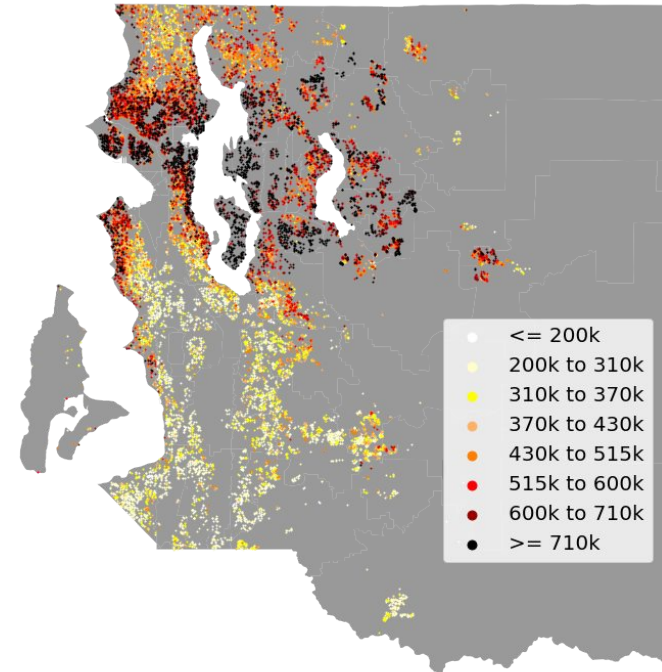 <= 200k
200k to 310k
310k to 370k
370k to 430k
430k to 515k
515k to 600k
600k to 710k
>= 710k